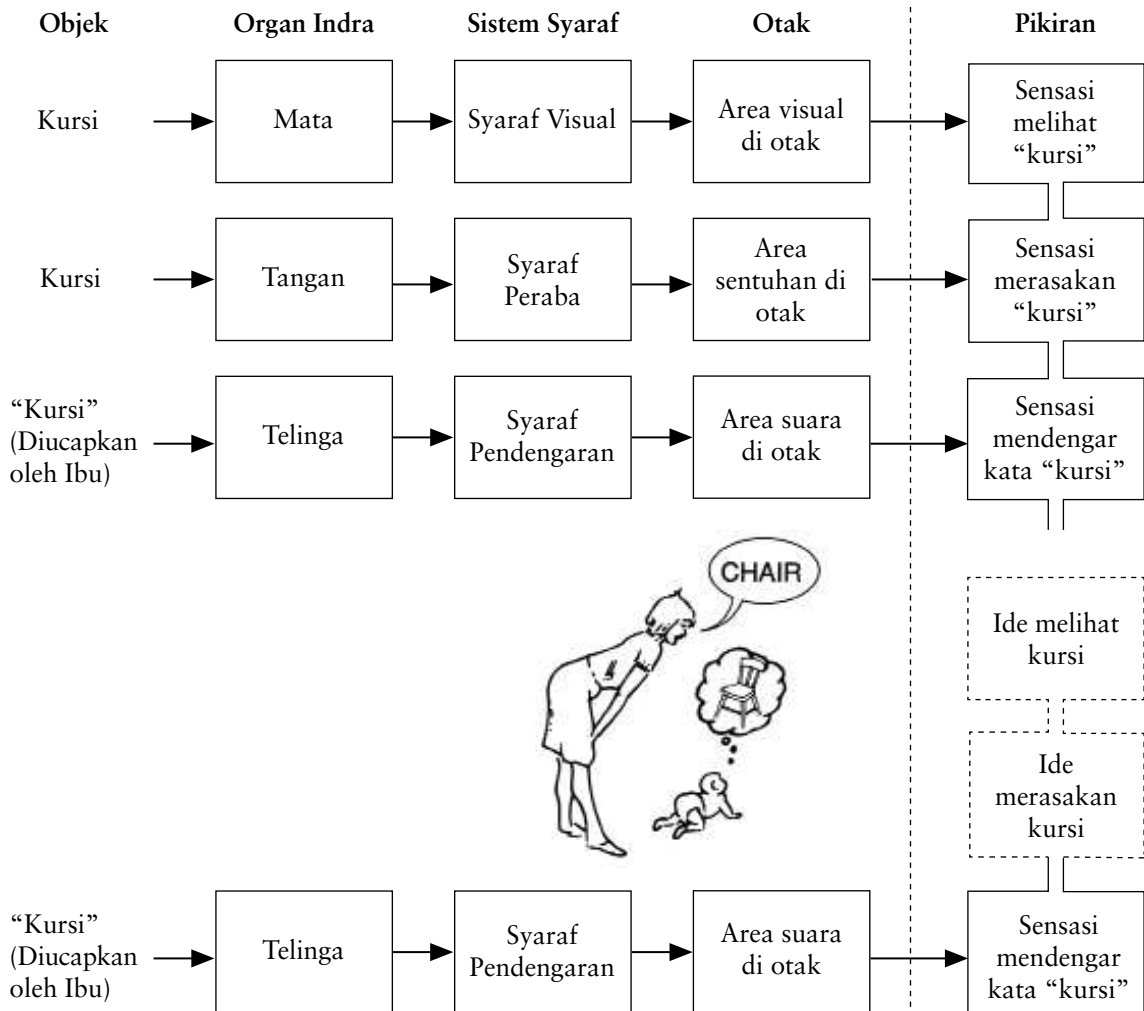 Objek
Organ Indra
Sistem Syaraf
Otak
Pikiran
Kursi
Mata
Syaraf Visual
Area visual
di otak
Sensasi
melihat
“kursi”
Kursi
Tangan
Syaraf
Peraba
Area
sentuhan di
otak
Sensasi
merasakan
“kursi”
“Kursi”
(Diucapkan
oleh Ibu)
Telinga
Syaraf
Pendengaran
Area suara
di otak
Sensasi
mendengar
kata “kursi”
CHAIR
Ide melihat
kursi
Ide
merasakan
kursi
“Kursi”
(Diucapkan
oleh Ibu)
Telinga
Syaraf
Pendengaran
Area suara
di otak
Sensasi
mendengar
kata “kursi”